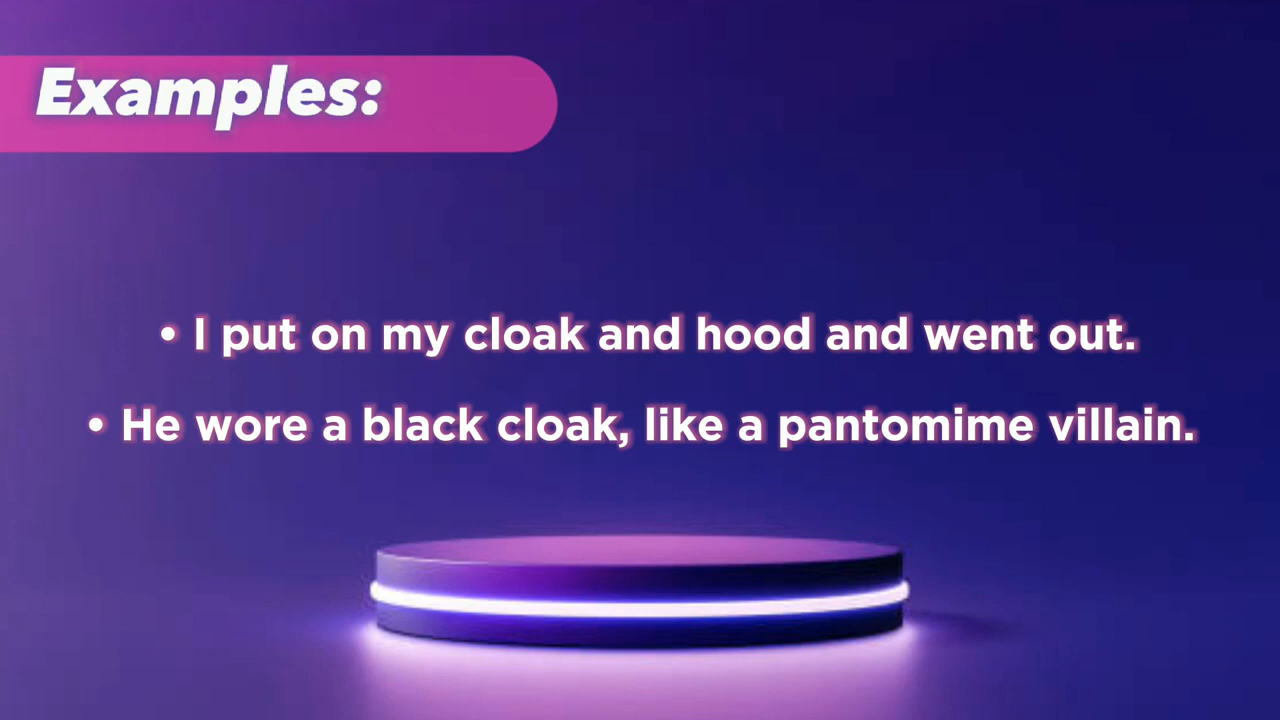 Examples:
• I put on my cloak and hood and went out.
• He wore a black cloak, like a pantomime villain.